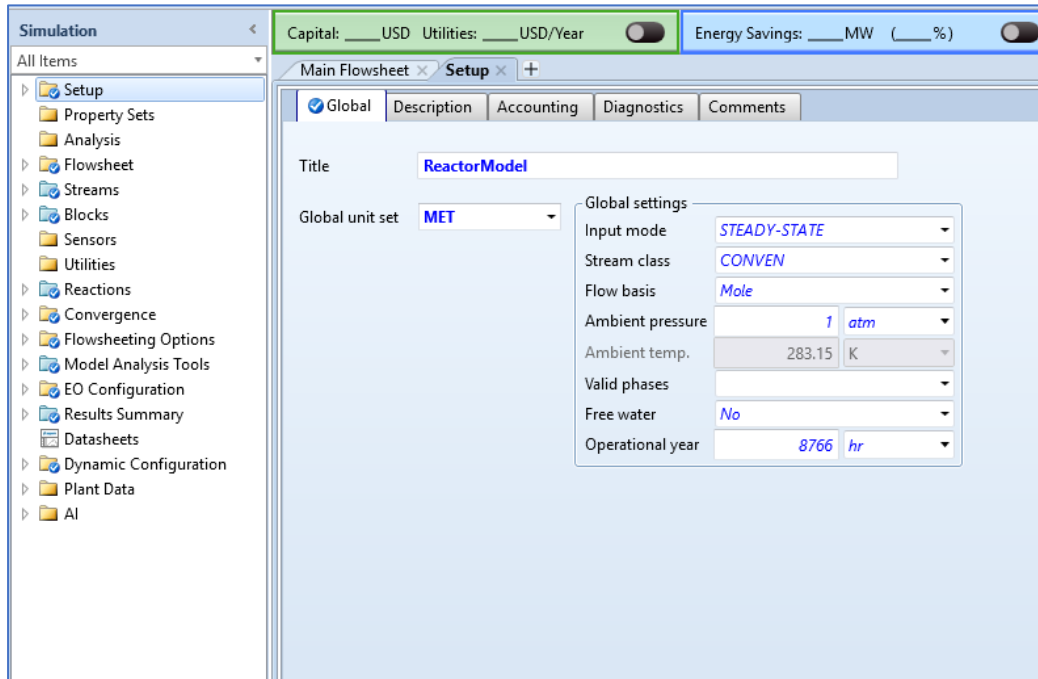 Simulation <
Capital: ____USD Utilities: ____USD/Year
Energy Savings: ____MW (____%)
All Items
Main Flowsheet × Setup × +
Setup
Property Sets
Analysis
Flowsheet
Streams
Blocks
Sensors
Utilities
Reactions
Convergence
Flowsheeting Options
Model Analysis Tools
EO Configuration
Results Summary
Datasheets
Dynamic Configuration
Plant Data
AI
Global Description Accounting Diagnostics Comments
Title ReactorModel
Global unit set MET
Global settings
Input mode STEADY-STATE
Stream class CONVEN
Flow basis Mole
Ambient pressure 1 atm
Ambient temp. 283.15 K
Valid phases
Free water No
Operational year 8766 hr